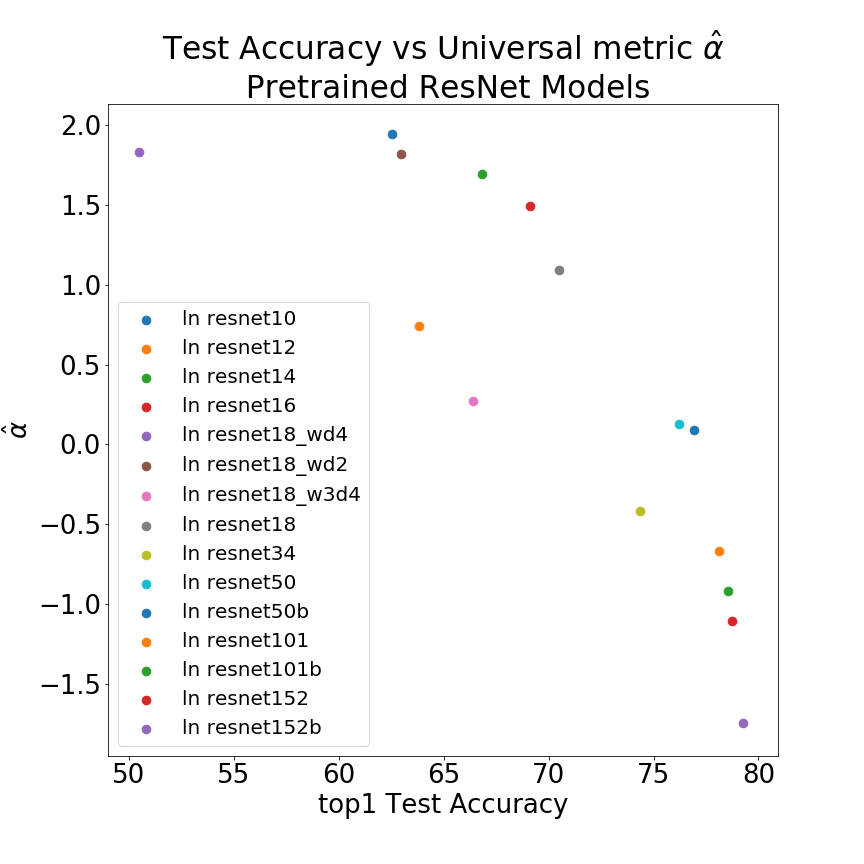 Test Accuracy vs Universal metric α̂
Pretrained ResNet Models
α̂
2.0
1.5
1.0
0.5
0.0
−0.5
−1.0
−1.5
ln resnet10
ln resnet12
ln resnet14
ln resnet16
ln resnet18_wd4
ln resnet18_wd2
ln resnet18_w3d4
ln resnet18
ln resnet34
ln resnet50
ln resnet50b
ln resnet101
ln resnet101b
ln resnet152
ln resnet152b
50 55 60 65 70 75 80
top1 Test Accuracy